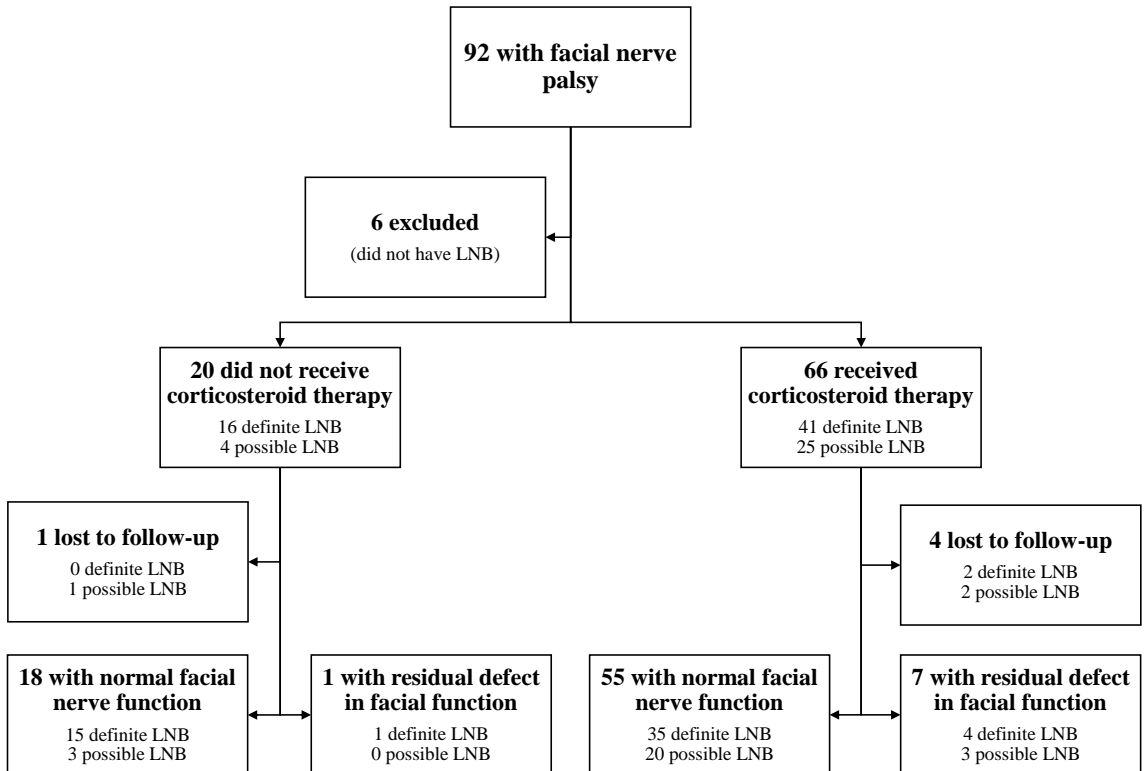 92 with facial nerve
palsy
6 excluded
(did not have LNB)
20 did not receive
corticosteroid therapy
16 definite LNB
4 possible LNB
66 received
corticosteroid therapy
41 definite LNB
25 possible LNB
1 lost to follow-up
0 definite LNB
1 possible LNB
4 lost to follow-up
2 definite LNB
2 possible LNB
18 with normal facial
nerve function
15 definite LNB
3 possible LNB
1 with residual defect
in facial function
1 definite LNB
0 possible LNB
55 with normal facial
nerve function
35 definite LNB
20 possible LNB
7 with residual defect
in facial function
4 definite LNB
3 possible LNB